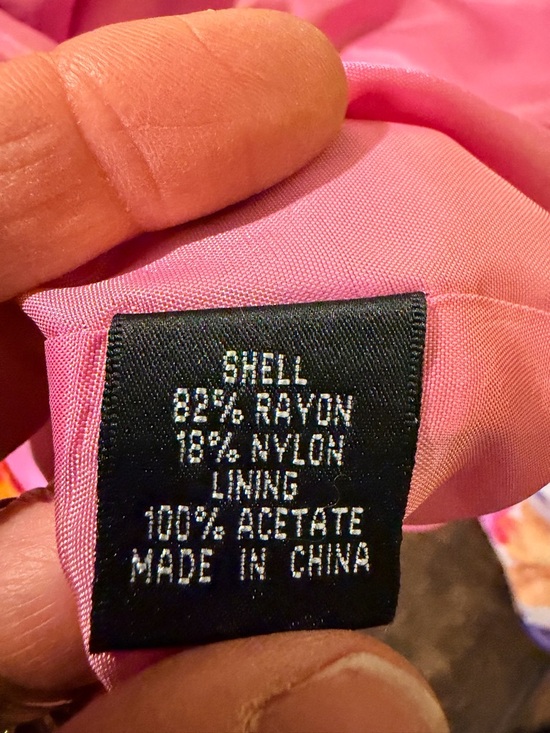 SHELL
82% RAYON
18% NYLON
LINING
100% ACETATE
MADE IN CHINA